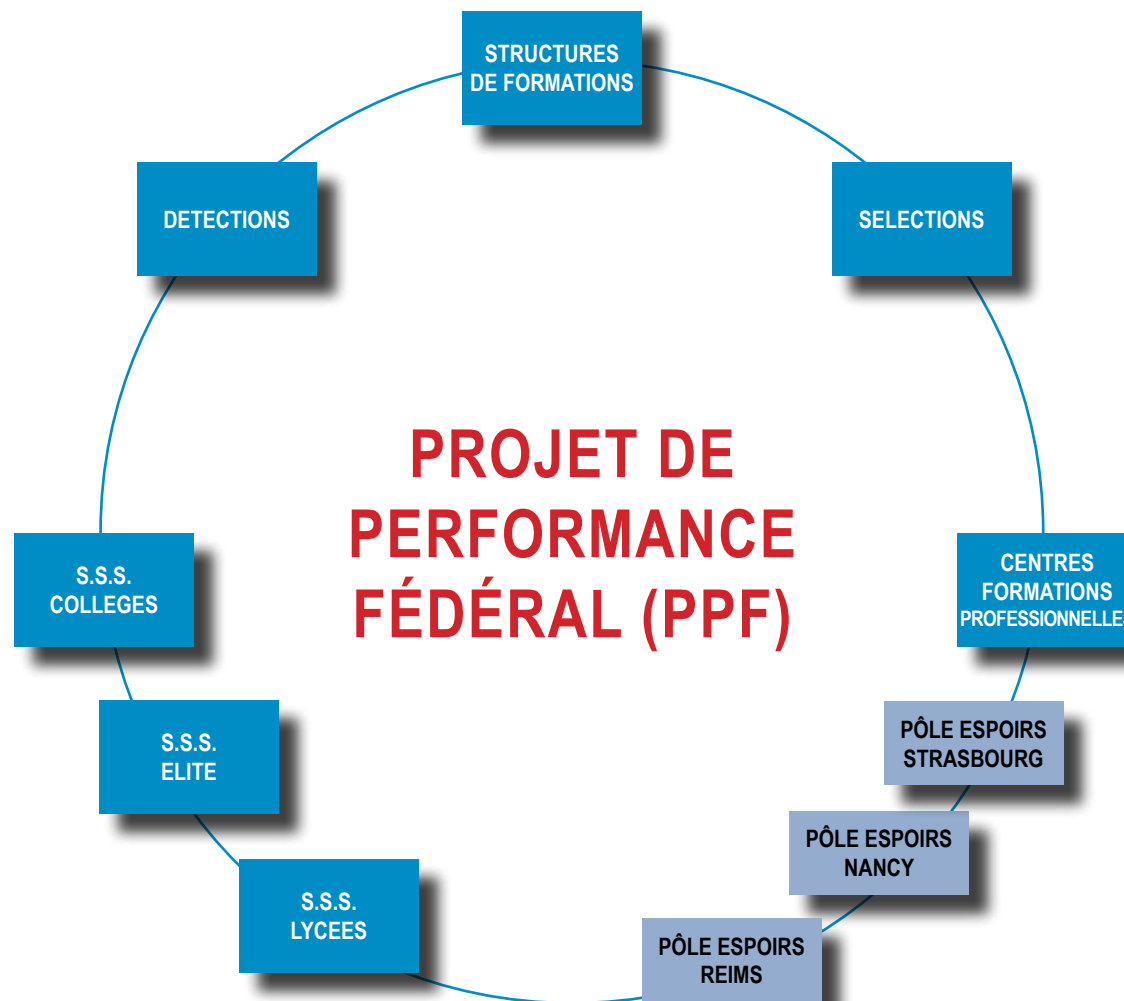 STRUCTURES
DE FORMATIONS
DETECTIONS
SELECTIONS
PROJET DE
PERFORMANCE
FÉDÉRAL (PPF)
S.S.S.
COLLEGES
CENTRES
FORMATIONS
PROFESSIONNELLES
S.S.S.
ELITE
PÔLE ESPOIRS
STRASBOURG
PÔLE ESPOIRS
NANCY
S.S.S.
LYCEES
PÔLE ESPOIRS
REIMS